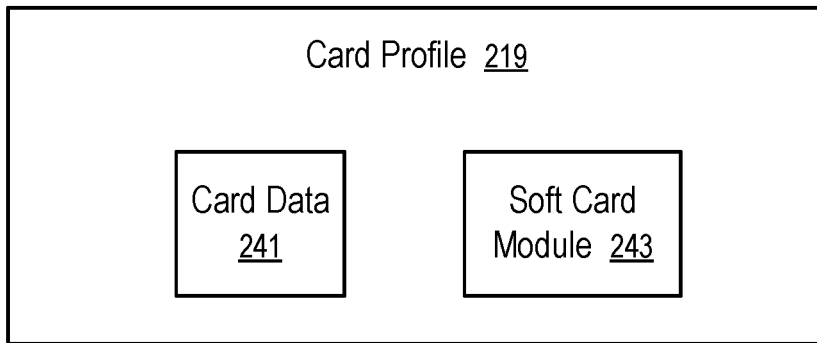 Card Profile 219
Card Data
241
Soft Card
Module 243